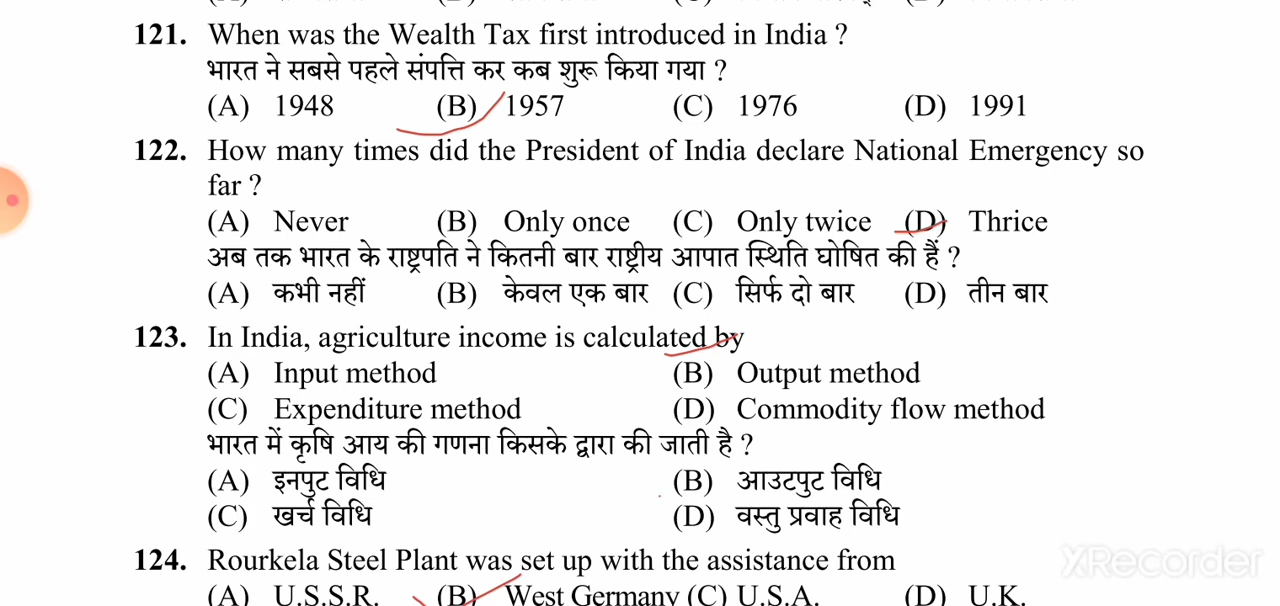 121. When was the Wealth Tax first introduced in India ?
भारत ने सबसे पहले संपत्ति कर कब शुरू किया गया ?
(A) 1948 (B) 1957 (C) 1976 (D) 1991
122. How many times did the President of India declare National Emergency so
far ?
(A) Never (B) Only once (C) Only twice (D) Thrice
अब तक भारत के राष्ट्रपति ने कितनी बार राष्ट्रीय आपात स्थिति घोषित की हैं ?
(A) कभी नहीं (B) केवल एक बार (C) सिर्फ दो बार (D) तीन बार
123. In India, agriculture income is calculated by
(A) Input method (B) Output method
(C) Expenditure method (D) Commodity flow method
भारत में कृषि आय की गणना किसके द्वारा की जाती है ?
(A) इनपुट विधि (B) आउटपुट विधि
(C) खर्च विधि (D) वस्तु प्रवाह विधि
124. Rourkela Steel Plant was set up with the assistance from
(A) U.S.S.R. (B) West Germany (C) U.S.A. (D) U.K.
XRecorder